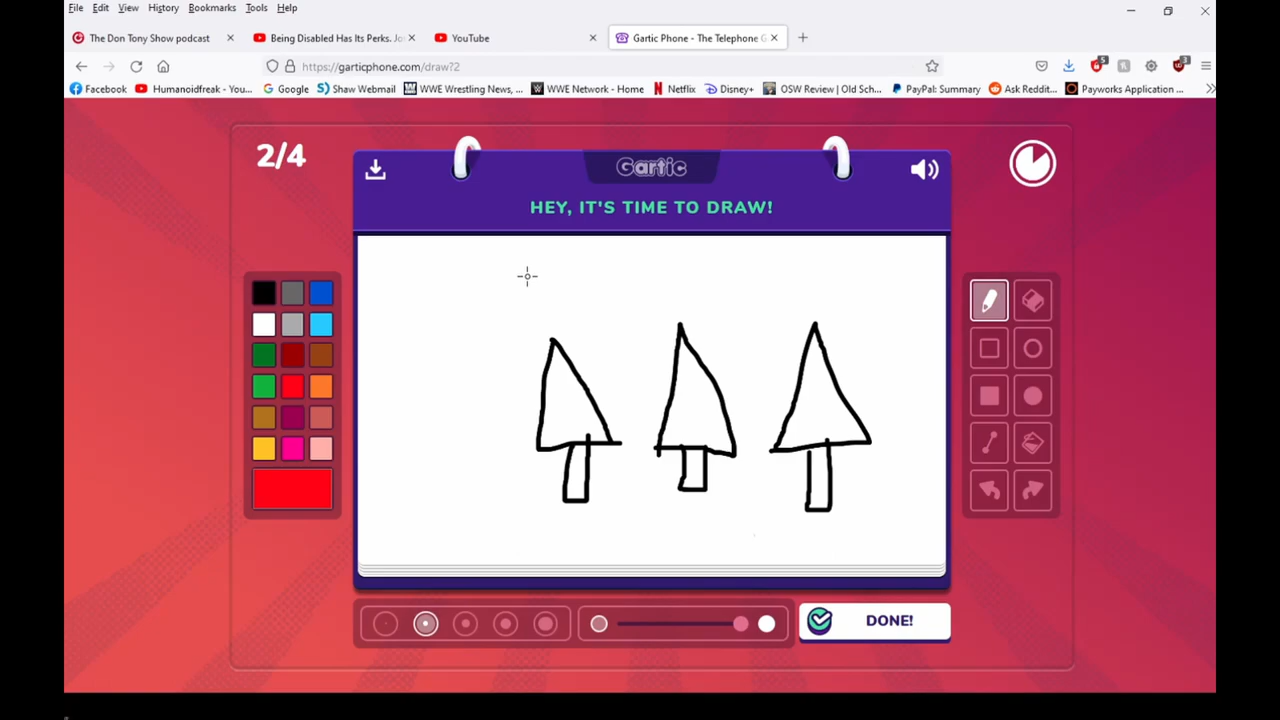 File Edit View History Bookmarks Tools Help
The Don Tony Show podcast
Being Disabled Has Its Perks. Jo
YouTube
Gartic Phone - The Telephone G
https://garticphone.com/draw?2
5
3
Facebook
Humanoidfreak - You...
Google
Shaw Webmail
WWE Wrestling News, ...
WWE Network - Home
Netflix
Disney+
OSW Review | Old Sch...
PayPal: Summary
Ask Reddit...
Payworks Application ...
2/4
Gartic
HEY, IT'S TIME TO DRAW!
DONE!